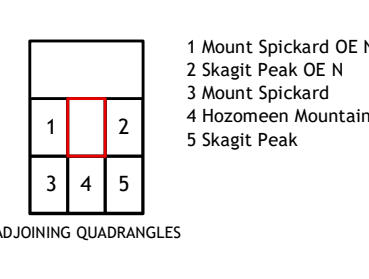 1 Mount Spickard OE N
2 Skagit Peak OE N
3 Mount Spickard
4 Hozomeen Mountain
5 Skagit Peak
1 2
3 4 5
ADJOINING QUADRANGLES